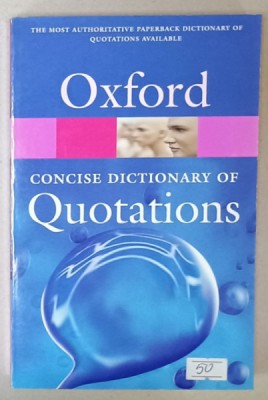 THE MOST AUTHORITATIVE PAPERBACK DICTIONARY OF
QUOTATIONS AVAILABLE
Oxford
CONCISE DICTIONARY OF
Quotations
50